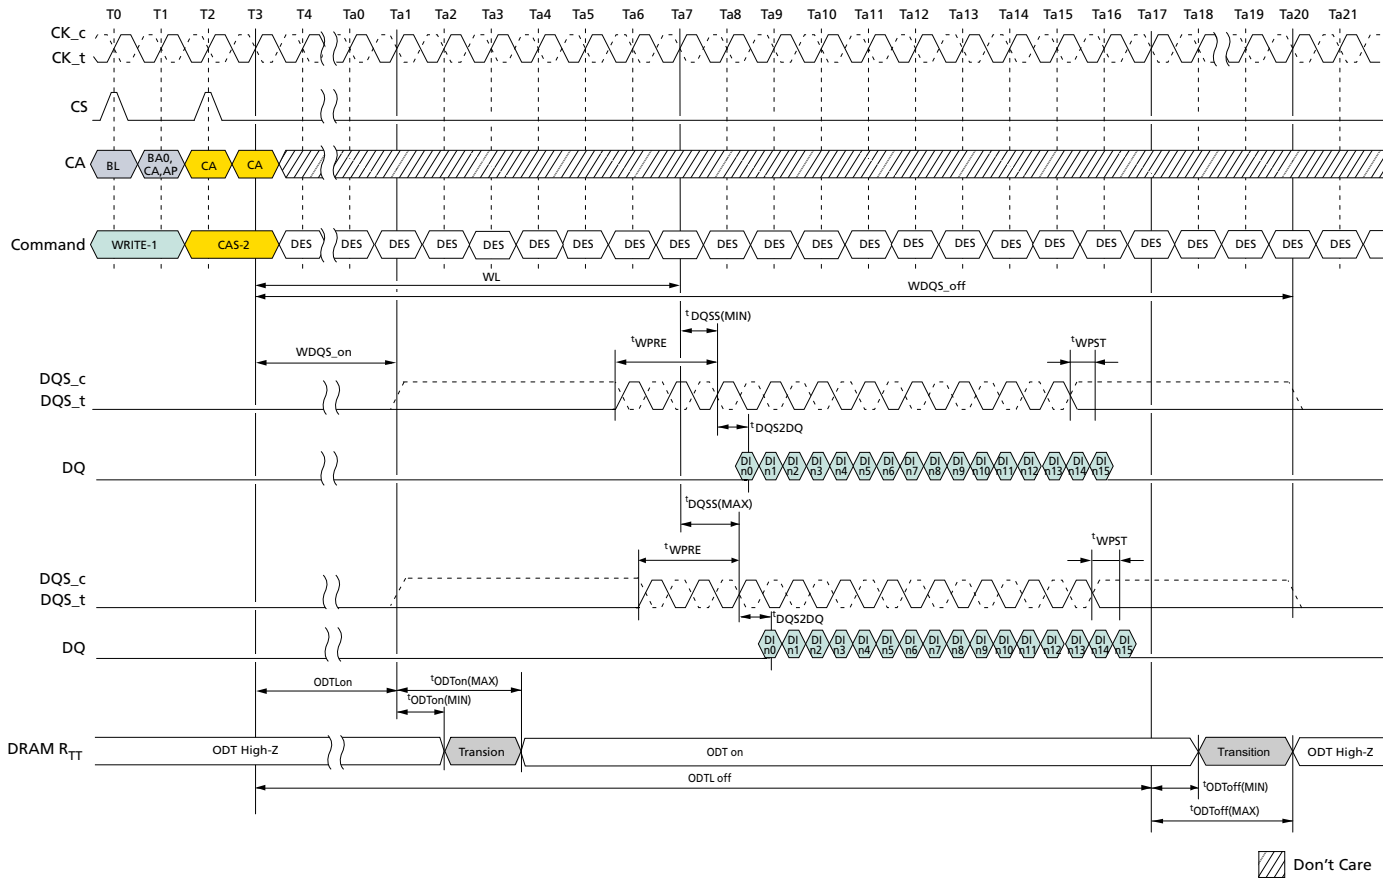 T0 T1 T2 T3 T4 Ta0 Ta1 Ta2 Ta3 Ta4 Ta5 Ta6 Ta7 Ta8 Ta9 Ta10 Ta11 Ta12 Ta13 Ta14 Ta15 Ta16 Ta17 Ta18 Ta19 Ta20 Ta21
CK_c
CK_t
CS
CA BL BA0, CA,AP CA CA
Command WRITE-1 CAS-2 DES DES DES DES DES DES DES DES DES DES DES DES DES DES DES DES DES DES DES DES DES DES DES
WL
WDQS_off
tDQSS(MIN)
WDQS_on tWPRE tWPST
DQS_c
DQS_t
tDQS2DQ
DQ DI n0 DI n1 DI n2 DI n3 DI n4 DI n5 DI n6 DI n7 DI n8 DI n9 DI n10 DI n11 DI n12 DI n13 DI n14 DI n15
tDQSS(MAX)
tWPRE tWPST
DQS_c
DQS_t
tDQS2DQ
DQ DI n0 DI n1 DI n2 DI n3 DI n4 DI n5 DI n6 DI n7 DI n8 DI n9 DI n10 DI n11 DI n12 DI n13 DI n14 DI n15
ODTLon tODTon(MAX)
tODTon(MIN)
DRAM RTT ODT High-Z Transion ODT on Transition ODT High-Z
ODTL off tODToff(MIN)
tODToff(MAX)
Don't Care